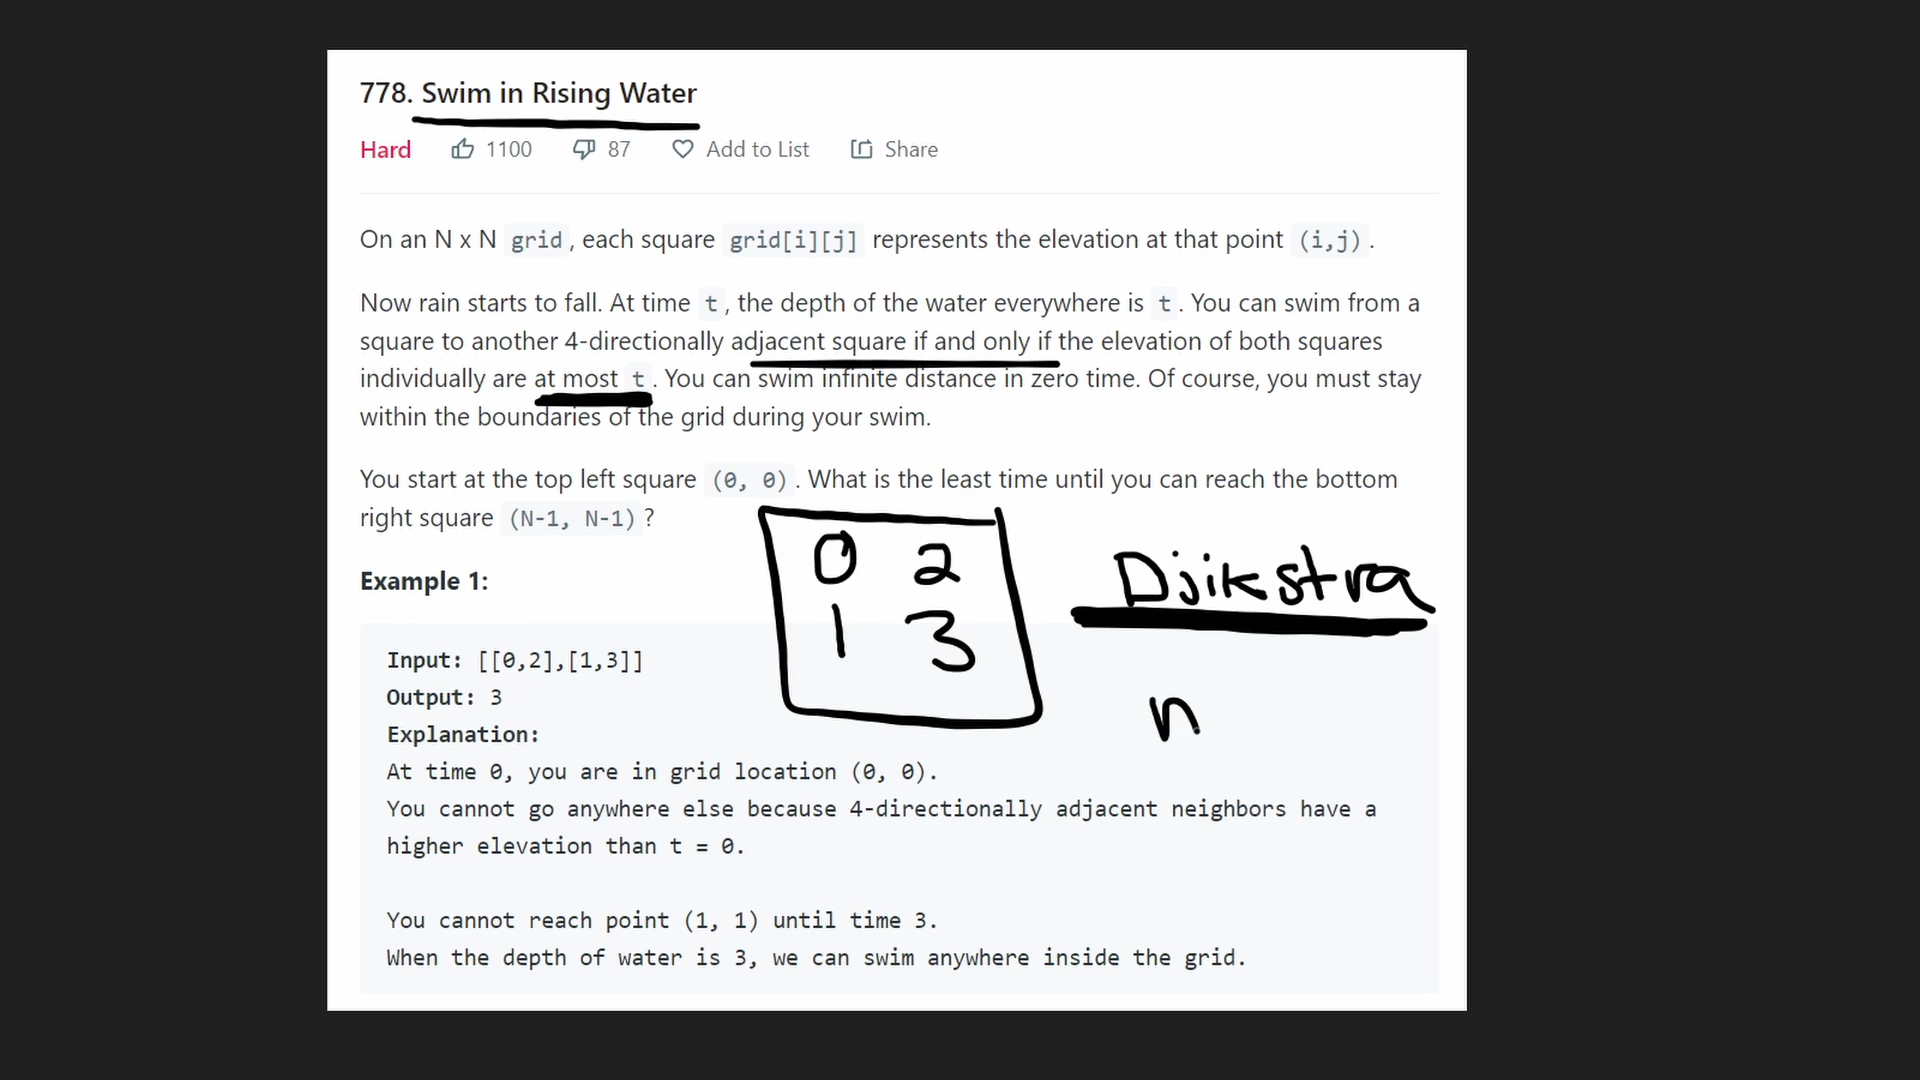 778. Swim in Rising Water
Hard 1100 87 Add to List Share
On an N x N grid, each square grid[i][j] represents the elevation at that point (i,j).
Now rain starts to fall. At time t, the depth of the water everywhere is t. You can swim from a
square to another 4-directionally adjacent square if and only if the elevation of both squares
individually are at most t. You can swim infinite distance in zero time. Of course, you must stay
within the boundaries of the grid during your swim.
You start at the top left square (0, 0). What is the least time until you can reach the bottom
right square (N-1, N-1)?
0 2
1 3
Djikstra
n
Example 1:
Input: [[0,2],[1,3]]
Output: 3
Explanation:
At time 0, you are in grid location (0, 0).
You cannot go anywhere else because 4-directionally adjacent neighbors have a
higher elevation than t = 0.
You cannot reach point (1, 1) until time 3.
When the depth of water is 3, we can swim anywhere inside the grid.